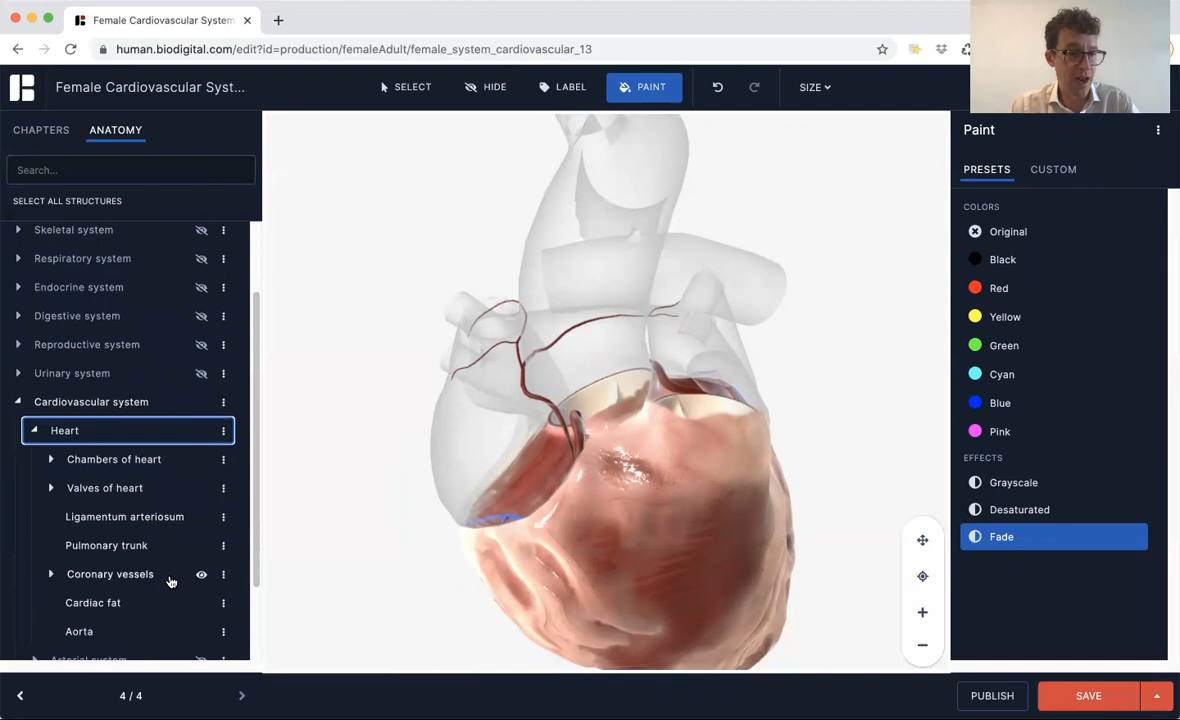 Female Cardiovascular System
human.biodigital.com/edit?id=production/femaleAdult/female_system_cardiovascular_13
Female Cardiovascular Syst...
SELECT
HIDE
LABEL
PAINT
SIZE
CHAPTERS
ANATOMY
Search...
SELECT ALL STRUCTURES
Skeletal system
Respiratory system
Endocrine system
Digestive system
Reproductive system
Urinary system
Cardiovascular system
Heart
Chambers of heart
Valves of heart
Ligamentum arteriosum
Pulmonary trunk
Coronary vessels
Cardiac fat
Aorta
Arterial system
Paint
PRESETS
CUSTOM
COLORS
Original
Black
Red
Yellow
Green
Cyan
Blue
Pink
EFFECTS
Grayscale
Desaturated
Fade
4 / 4
PUBLISH
SAVE